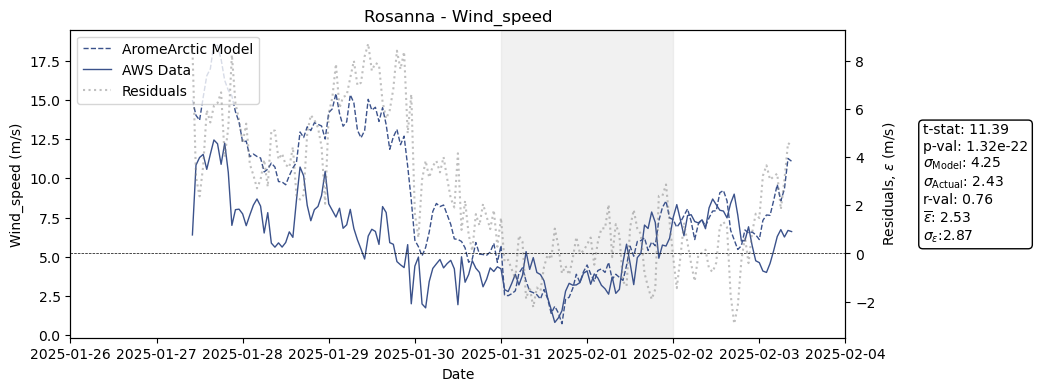 Rosanna - Wind_speed
AromeArctic Model
AWS Data
Residuals
Wind_speed (m/s)
17.5
15.0
12.5
10.0
7.5
5.0
2.5
0.0
8
6
4
2
0
−2
Residuals, ε (m/s)
t-stat: 11.39
p-val: 1.32e-22
σModel: 4.25
σActual: 2.43
r-val: 0.76
ε̅: 2.53
σε:2.87
2025-01-26 2025-01-27 2025-01-28 2025-01-29 2025-01-30 2025-01-31 2025-02-01 2025-02-02 2025-02-03 2025-02-04
Date